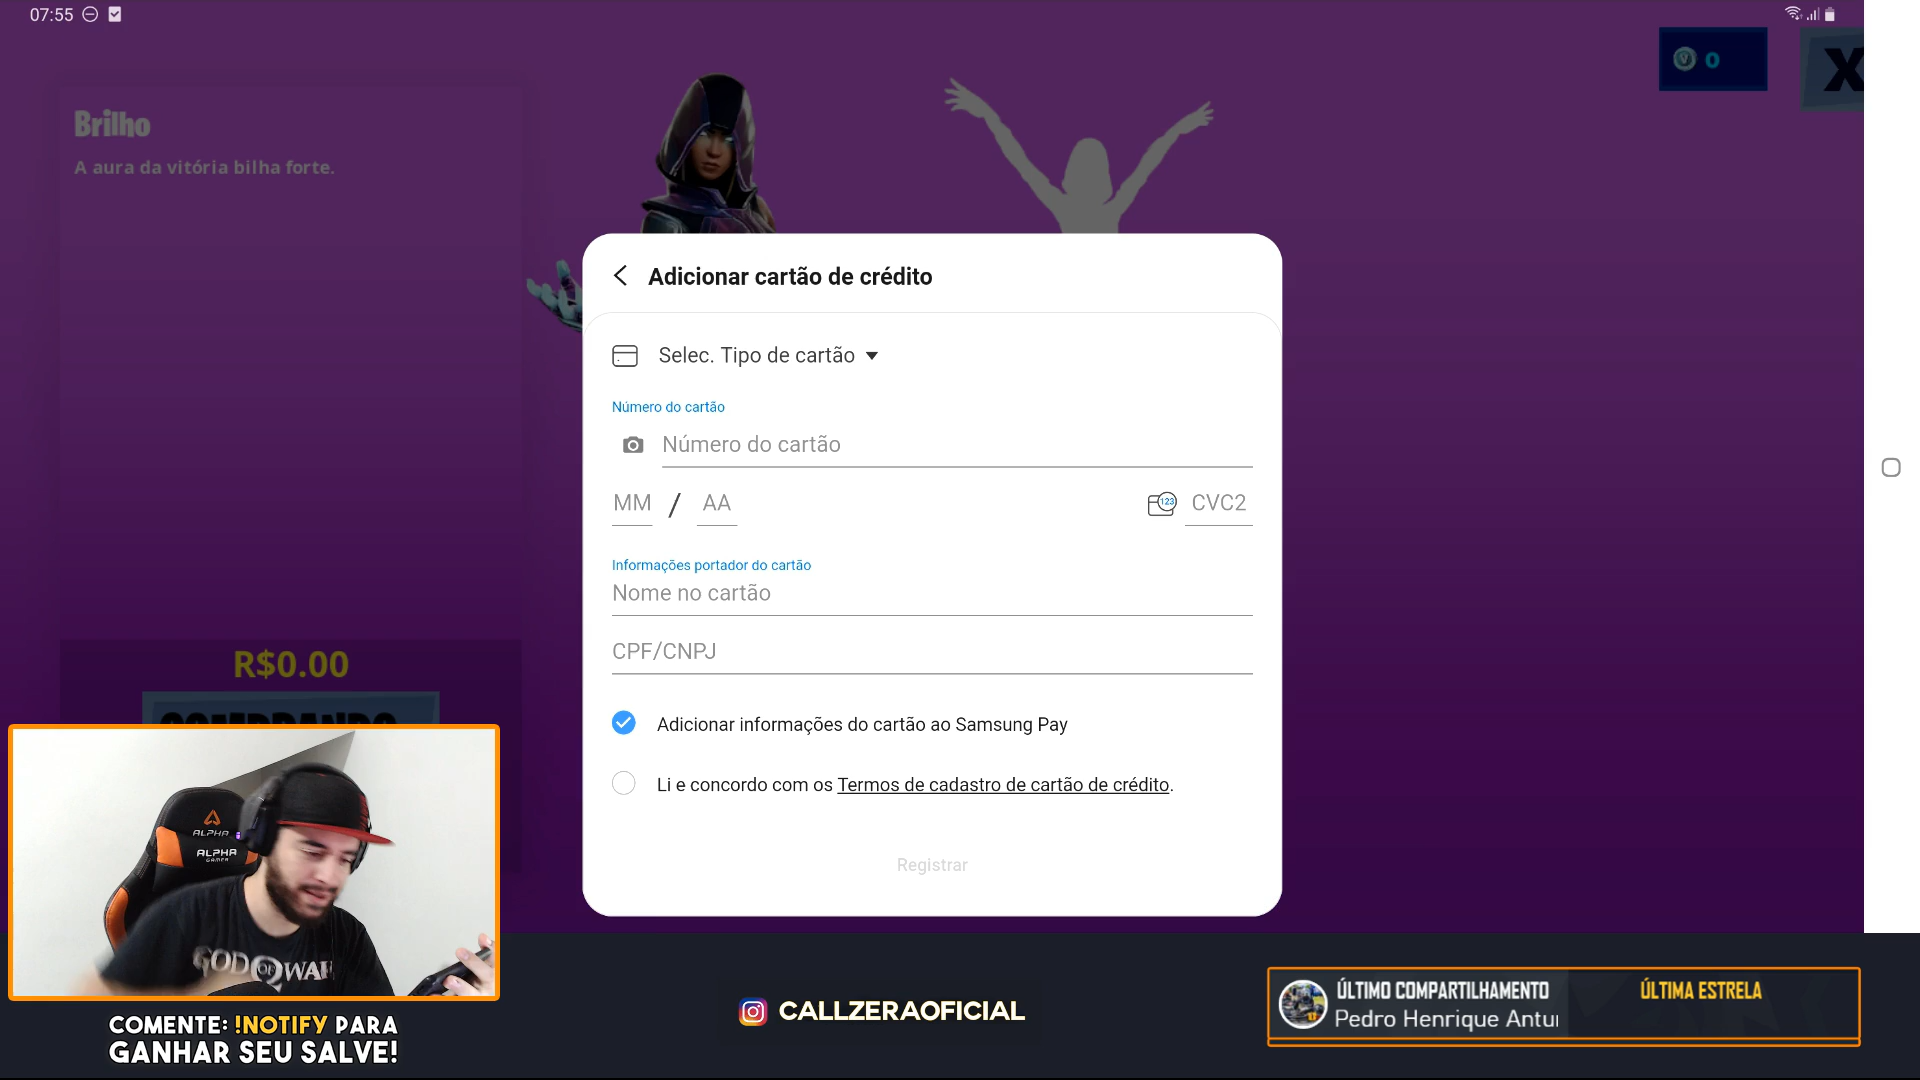 07:55
V 0
X
Brilho
A aura da vitória bilha forte.
Adicionar cartão de crédito
Selec. Tipo de cartão
Número do cartão
Número do cartão
MM / AA
123 CVC2
Informações portador do cartão
Nome no cartão
CPF/CNPJ
Adicionar informações do cartão ao Samsung Pay
Li e concordo com os Termos de cadastro de cartão de crédito.
Registrar
R$0.00
COMPRANDO
ALPHA
ALPHA
GAMER
GOD OF WAR
COMENTE: !NOTIFY PARA
GANHAR SEU SALVE!
CALLZERAOFICIAL
ÚLTIMO COMPARTILHAMENTO
Pedro Henrique Antu
ÚLTIMA ESTRELA